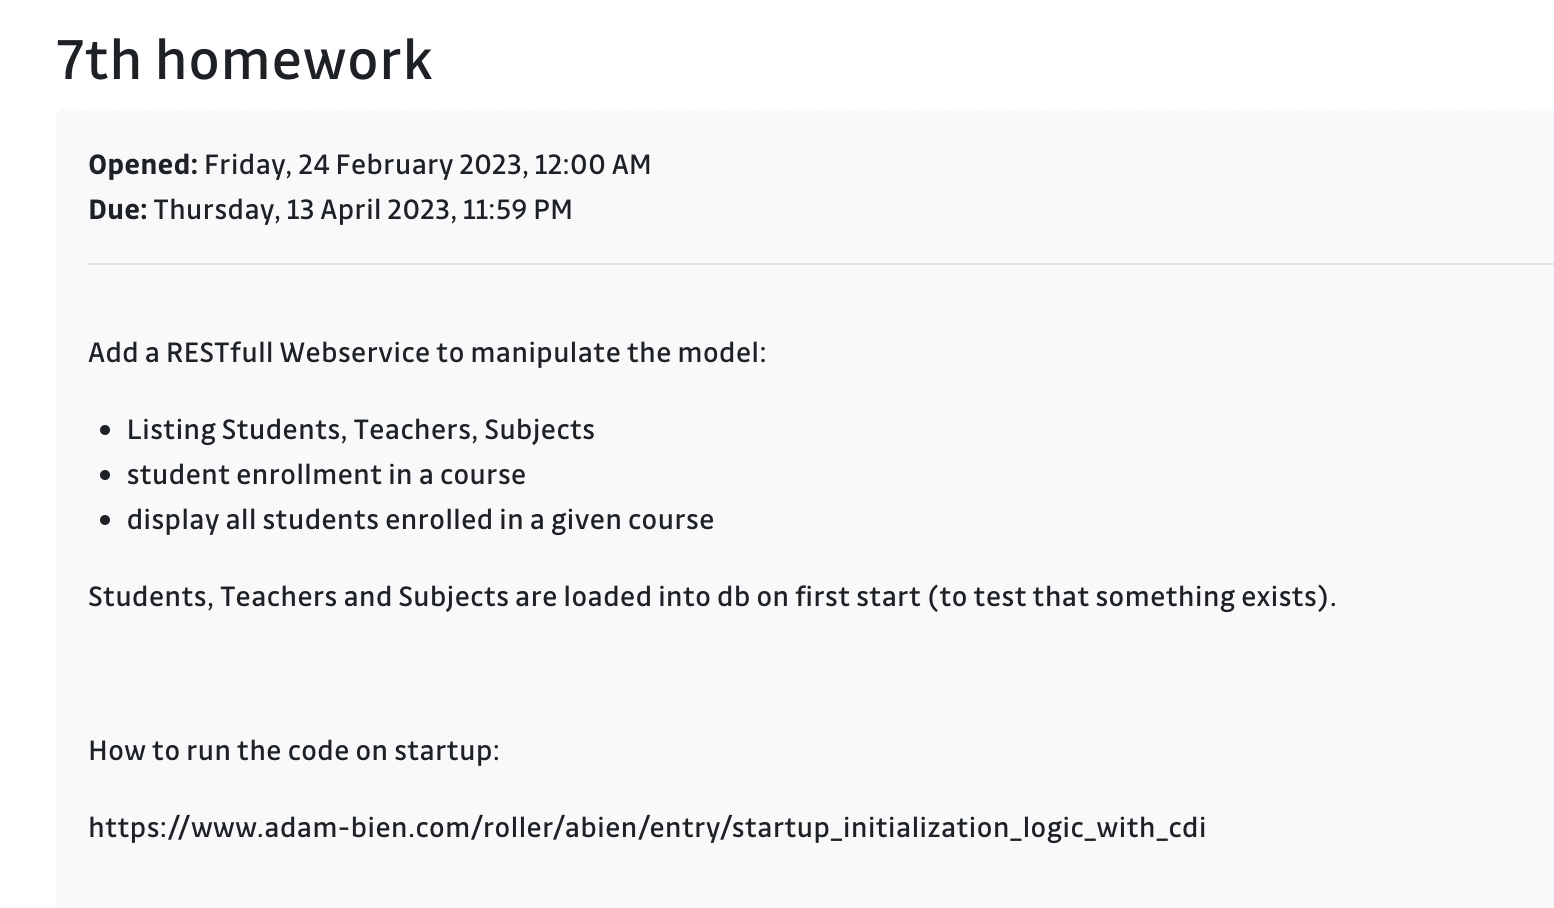 7th homework
Opened: Friday, 24 February 2023, 12:00 AM
Due: Thursday, 13 April 2023, 11:59 PM
Add a RESTfull Webservice to manipulate the model:
• Listing Students, Teachers, Subjects
• student enrollment in a course
• display all students enrolled in a given course
Students, Teachers and Subjects are loaded into db on first start (to test that something exists).
How to run the code on startup:
https://www.adam-bien.com/roller/abien/entry/startup_initialization_logic_with_cdi